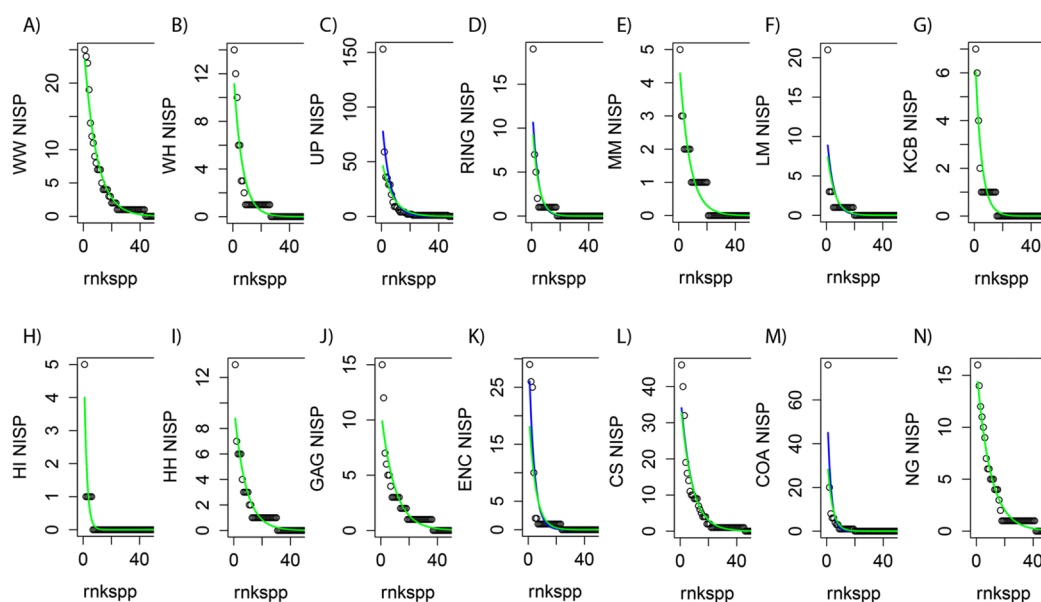 A) B) C) D) E) F) G)
WW NISP 0 5 10 20
WH NISP 0 4 8 12
UP NISP 0 50 100 150
RING NISP 0 5 10 15
MM NISP 0 1 2 3 4 5
LM NISP 0 5 10 15 20
KCB NISP 0 2 4 6
0 40 0 40 0 40 0 40 0 40 0 40 0 40
rnkspp rnkspp rnkspp rnkspp rnkspp rnkspp rnkspp
H) I) J) K) L) M) N)
HI NISP 0 1 2 3 4 5
HH NISP 0 2 4 6 8 12
GAG NISP 0 5 10 15
ENC NISP 0 5 15 25
CS NISP 0 10 20 30 40
COA NISP 0 20 40 60
NG NISP 0 5 10 15
0 40 0 40 0 40 0 40 0 40 0 40 0 40
rnkspp rnkspp rnkspp rnkspp rnkspp rnkspp rnkspp